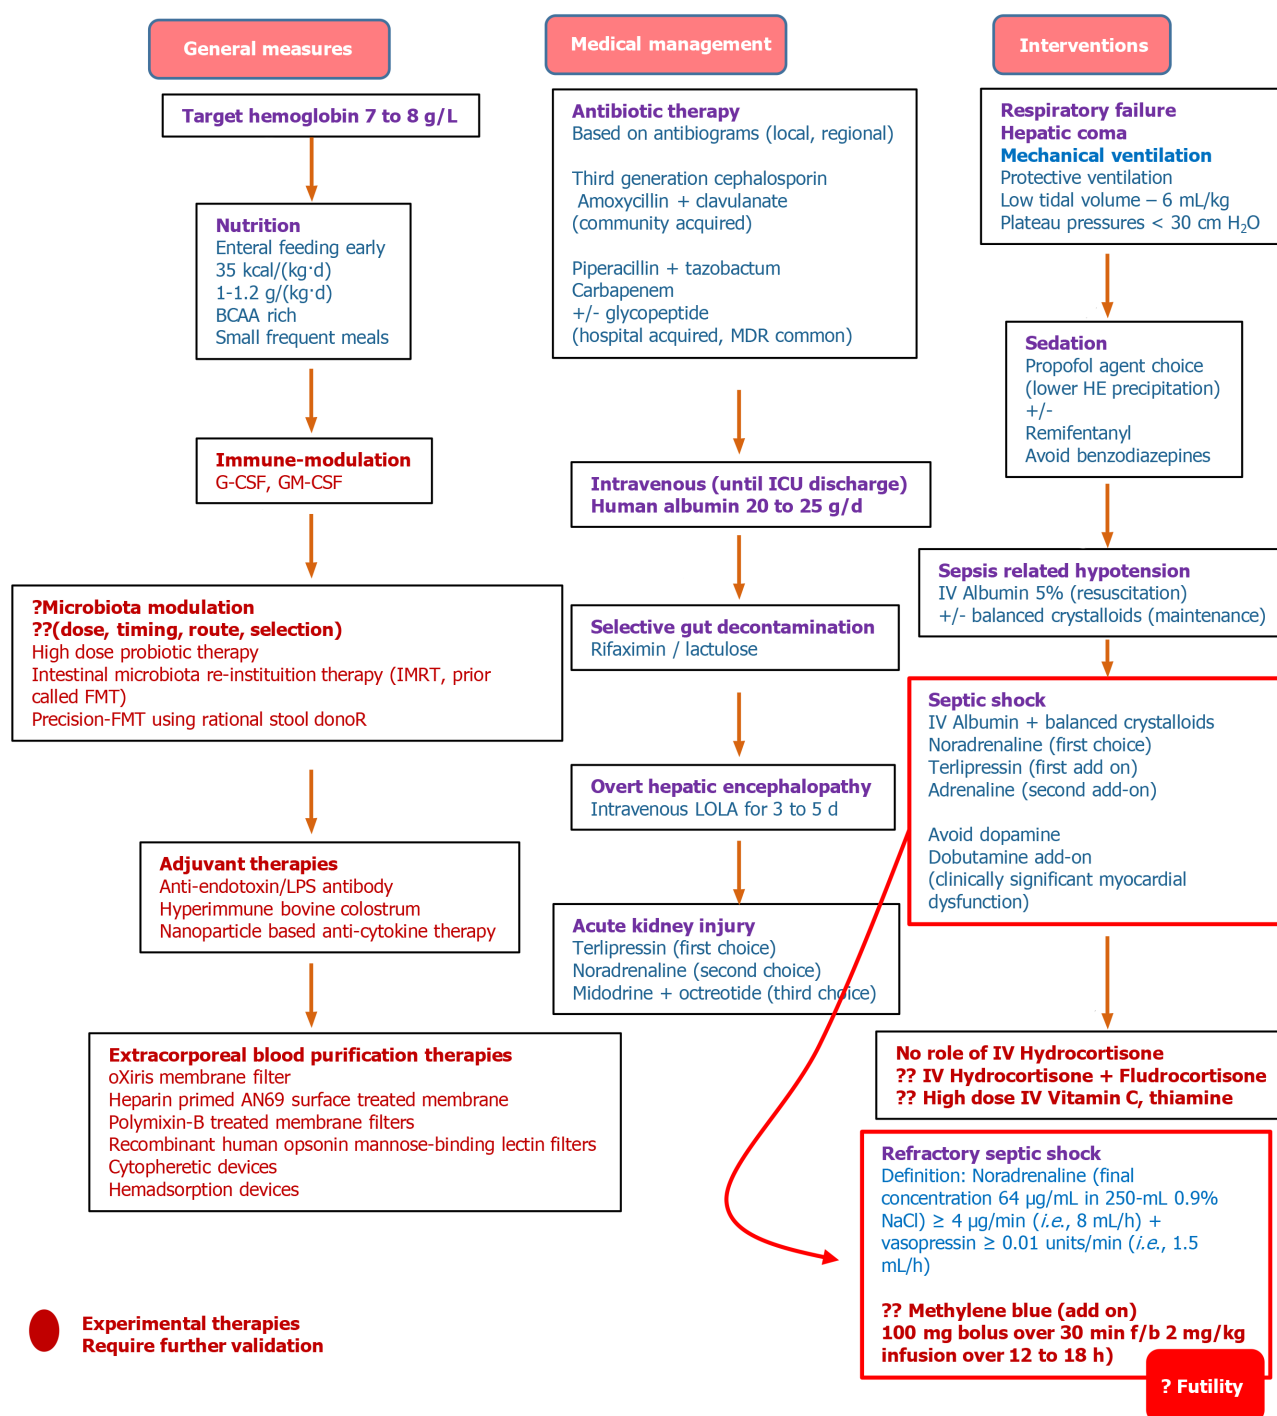 General measures
Target hemoglobin 7 to 8 g/L
Nutrition
Enteral feeding early
35 kcal/(kg·d)
1-1.2 g/(kg·d)
BCAA rich
Small frequent meals
Immune-modulation
G-CSF, GM-CSF
?Microbiota modulation
??(dose, timing, route, selection)
High dose probiotic therapy
Intestinal microbiota re-instituition therapy (IMRT, prior
called FMT)
Precision-FMT using rational stool donoR
Adjuvant therapies
Anti-endotoxin/LPS antibody
Hyperimmune bovine colostrum
Nanoparticle based anti-cytokine therapy
Extracorporeal blood purification therapies
oXiris membrane filter
Heparin primed AN69 surface treated membrane
Polymixin-B treated membrane filters
Recombinant human opsonin mannose-binding lectin filters
Cytopheretic devices
Hemadsorption devices
Experimental therapies
Require further validation
Medical management
Antibiotic therapy
Based on antibiograms (local, regional)
Third generation cephalosporin
Amoxycillin + clavulanate
(community acquired)
Piperacillin + tazobactum
Carbapenem
+/- glycopeptide
(hospital acquired, MDR common)
Intravenous (until ICU discharge)
Human albumin 20 to 25 g/d
Selective gut decontamination
Rifaximin / lactulose
Overt hepatic encephalopathy
Intravenous LOLA for 3 to 5 d
Acute kidney injury
Terlipressin (first choice)
Noradrenaline (second choice)
Midodrine + octreotide (third choice)
Interventions
Respiratory failure
Hepatic coma
Mechanical ventilation
Protective ventilation
Low tidal volume – 6 mL/kg
Plateau pressures < 30 cm H₂O
Sedation
Propofol agent choice
(lower HE precipitation)
+/-
Remifentanyl
Avoid benzodiazepines
Sepsis related hypotension
IV Albumin 5% (resuscitation)
+/- balanced crystalloids (maintenance)
Septic shock
IV Albumin + balanced crystalloids
Noradrenaline (first choice)
Terlipressin (first add on)
Adrenaline (second add-on)
Avoid dopamine
Dobutamine add-on
(clinically significant myocardial
dysfunction)
No role of IV Hydrocortisone
?? IV Hydrocortisone + Fludrocortisone
?? High dose IV Vitamin C, thiamine
Refractory septic shock
Definition: Noradrenaline (final
concentration 64 µg/mL in 250-mL 0.9%
NaCl) ≥ 4 µg/min (i.e., 8 mL/h) +
vasopressin ≥ 0.01 units/min (i.e., 1.5
mL/h)
?? Methylene blue (add on)
100 mg bolus over 30 min f/b 2 mg/kg
infusion over 12 to 18 h)
? Futility